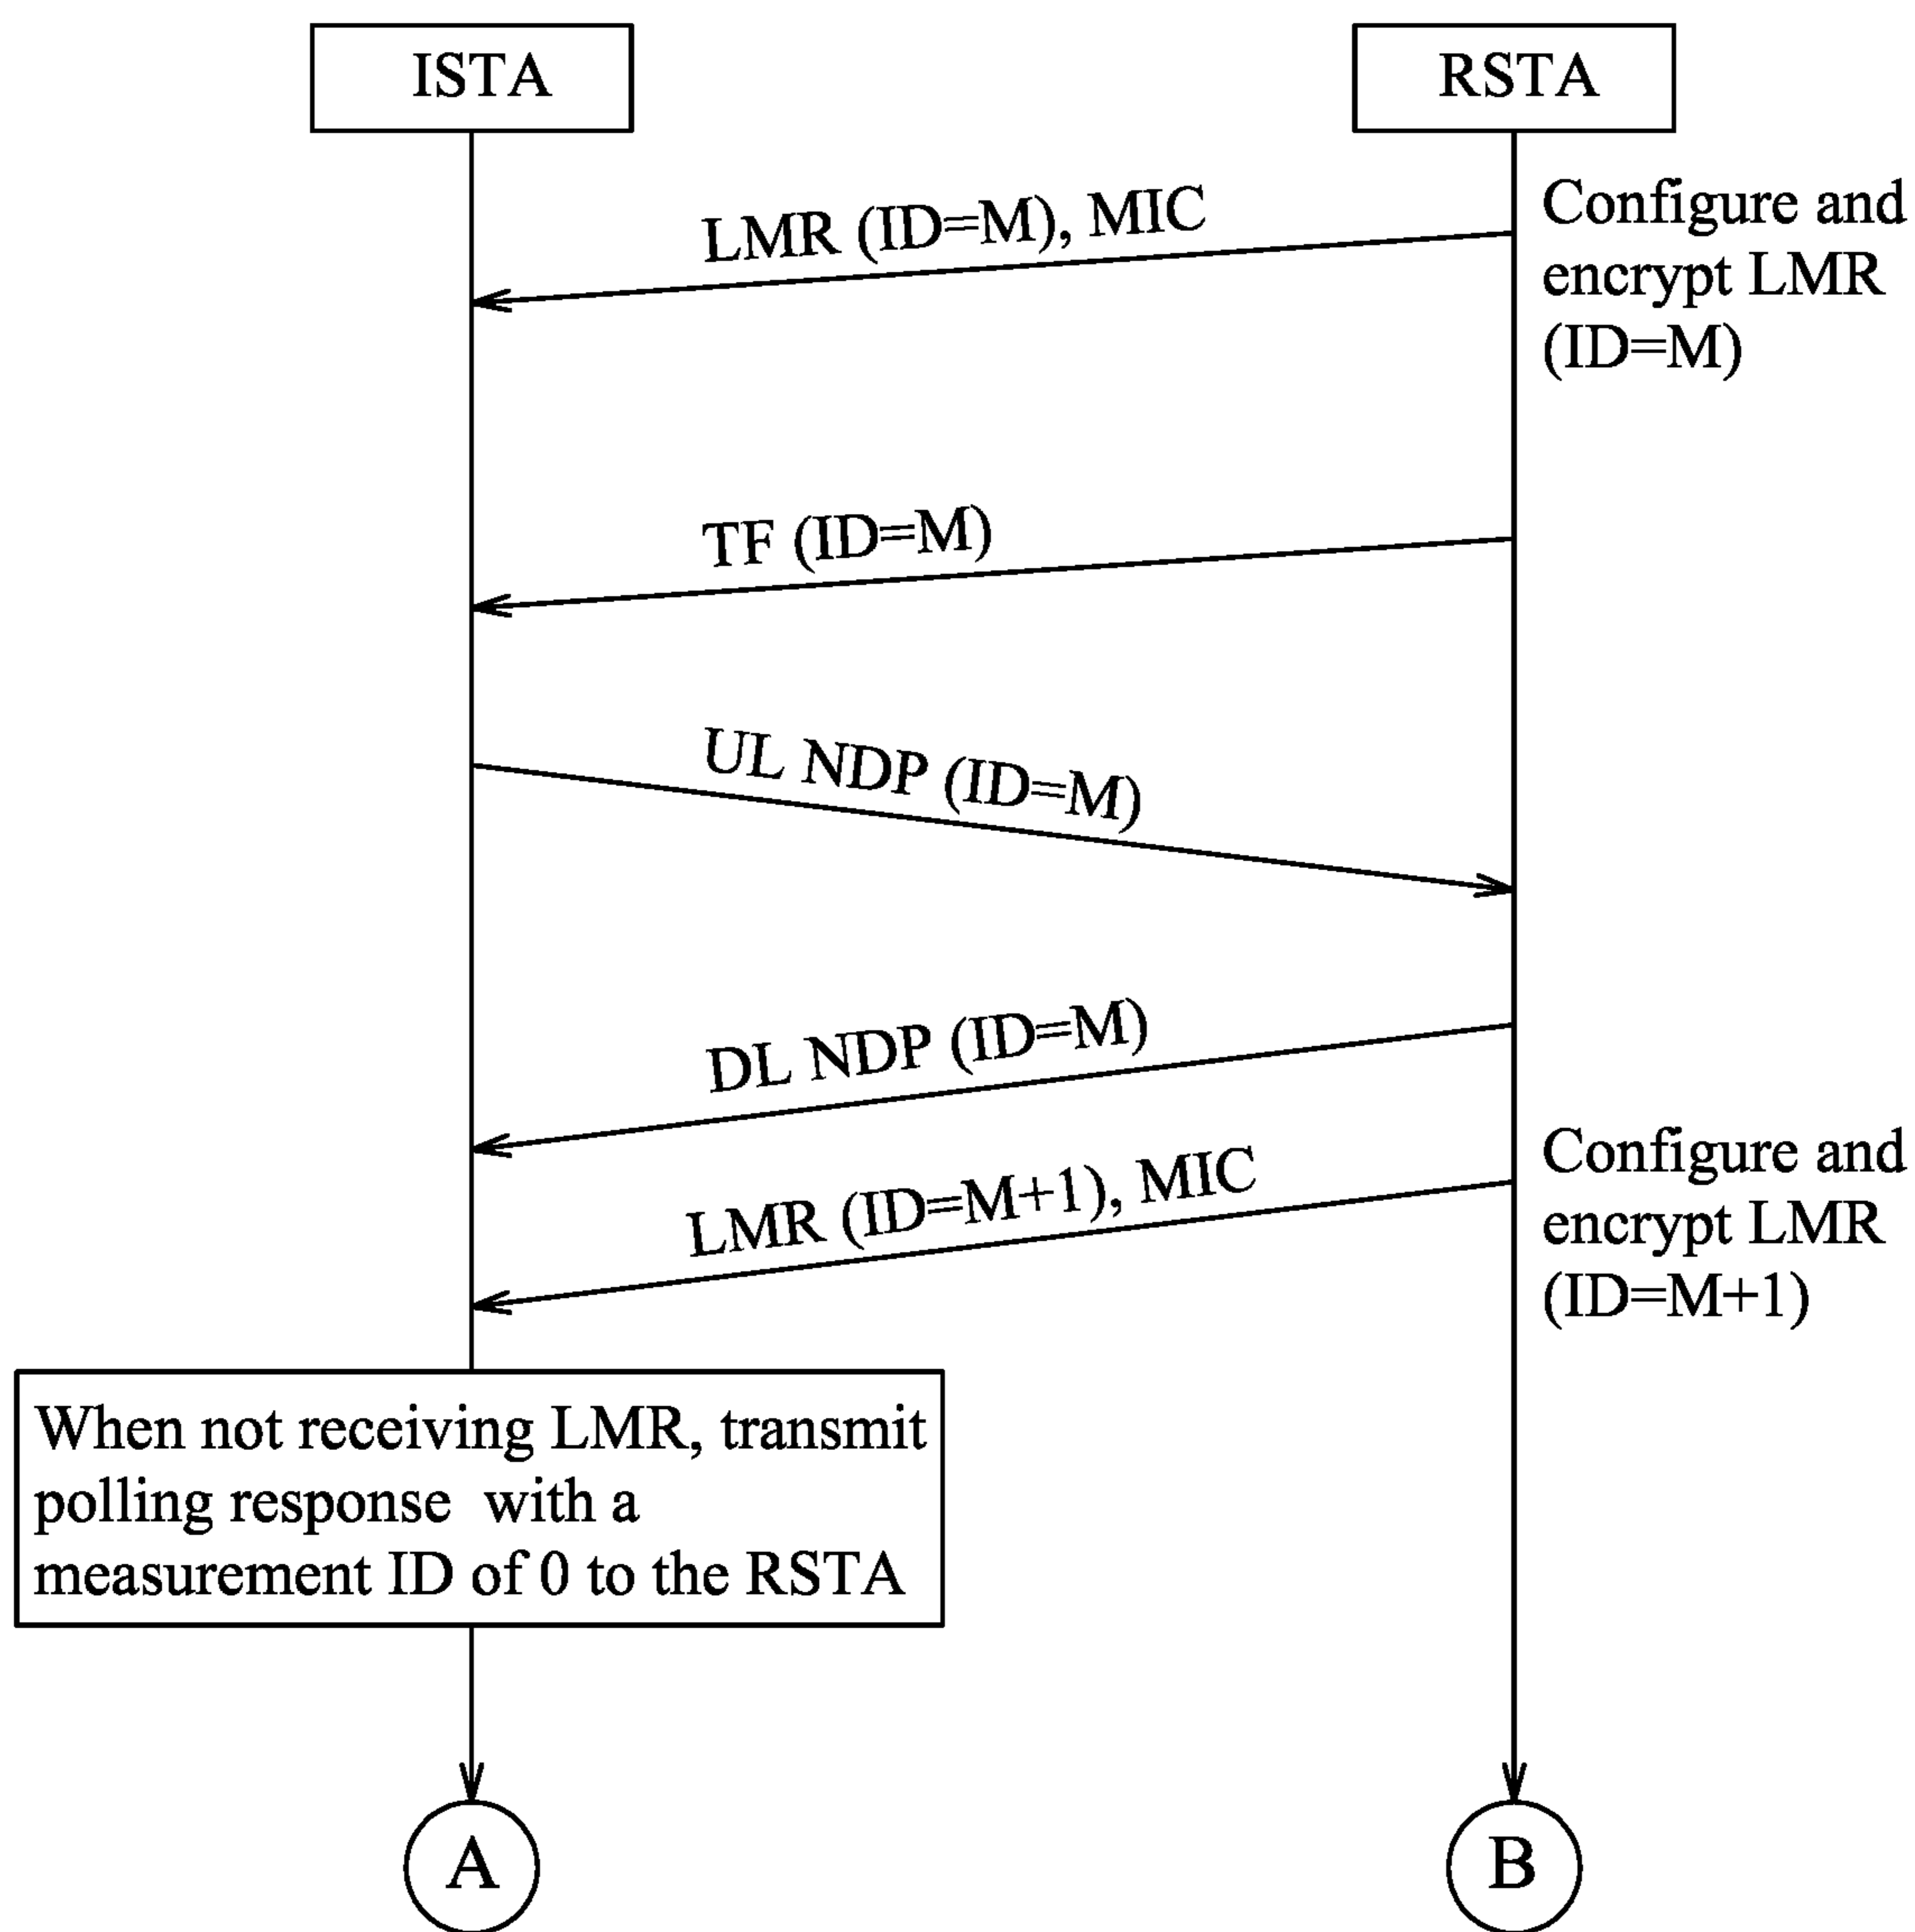 ISTA
RSTA
LMR (ID=M), MIC
Configure and
encrypt LMR
(ID=M)
TF (ID=M)
UL NDP (ID=M)
DL NDP (ID=M)
LMR (ID=M+1), MIC
Configure and
encrypt LMR
(ID=M+1)
When not receiving LMR, transmit
polling response with a
measurement ID of 0 to the RSTA
A
B